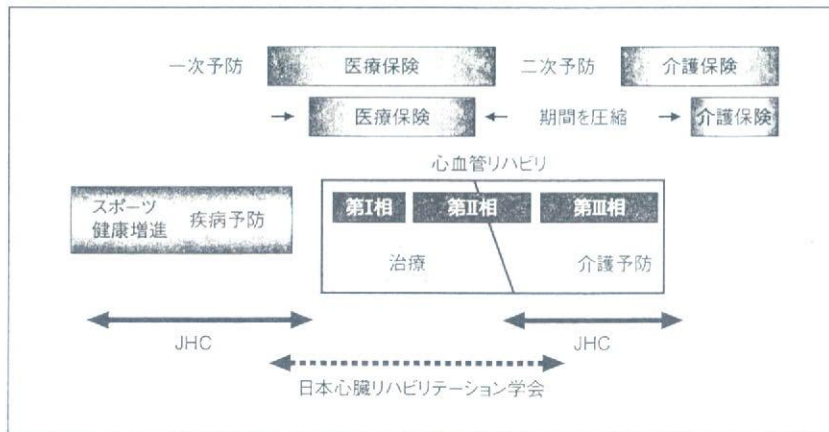 一次予防 医療保険 二次予防 介護保険
医療保険 期間を圧縮 介護保険
心血管リハビリ
第Ⅰ相 第Ⅱ相 第Ⅲ相
スポーツ
健康増進 疾病予防
治療 介護予防
JHC JHC
日本心臓リハビリテーション学会